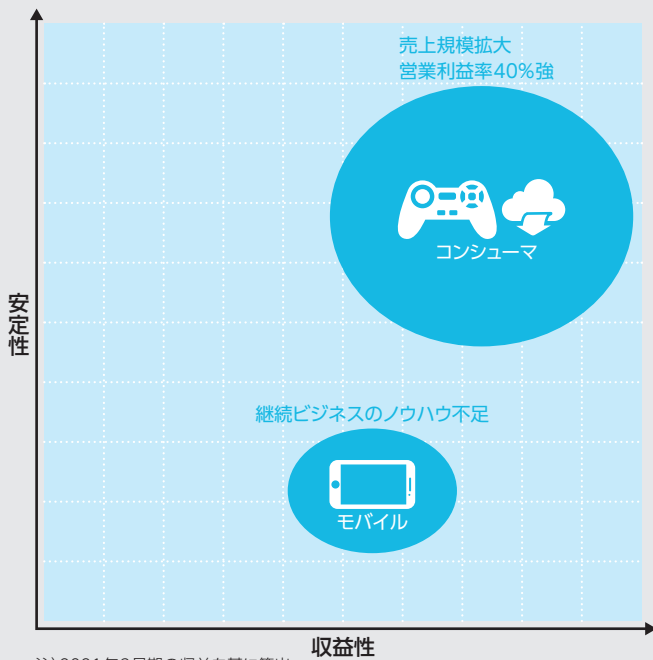 売上規模拡大
営業利益率40%強
コンシューマ
安定性
継続ビジネスのノウハウ不足
モバイル
収益性